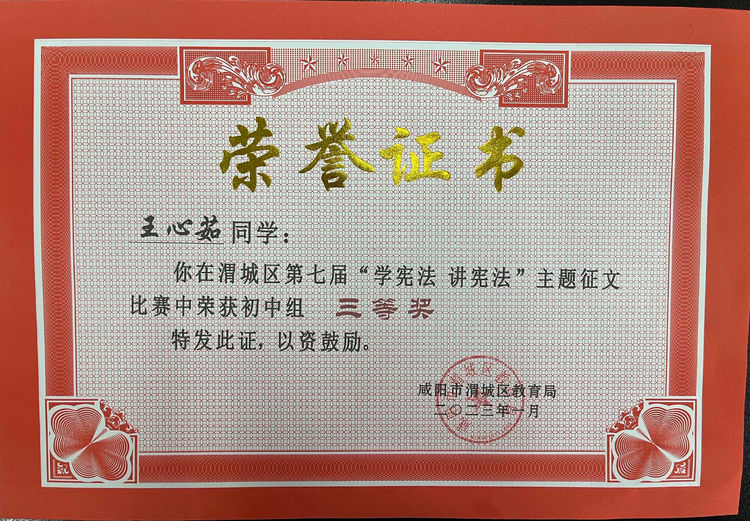 荣誉证书
王心茹同学：
你在渭城区第七届“学宪法 讲宪法”主题征文
比赛中荣获初中组 三等奖
特发此证，以资鼓励。
咸阳市渭城区教育局
二〇二三年一月